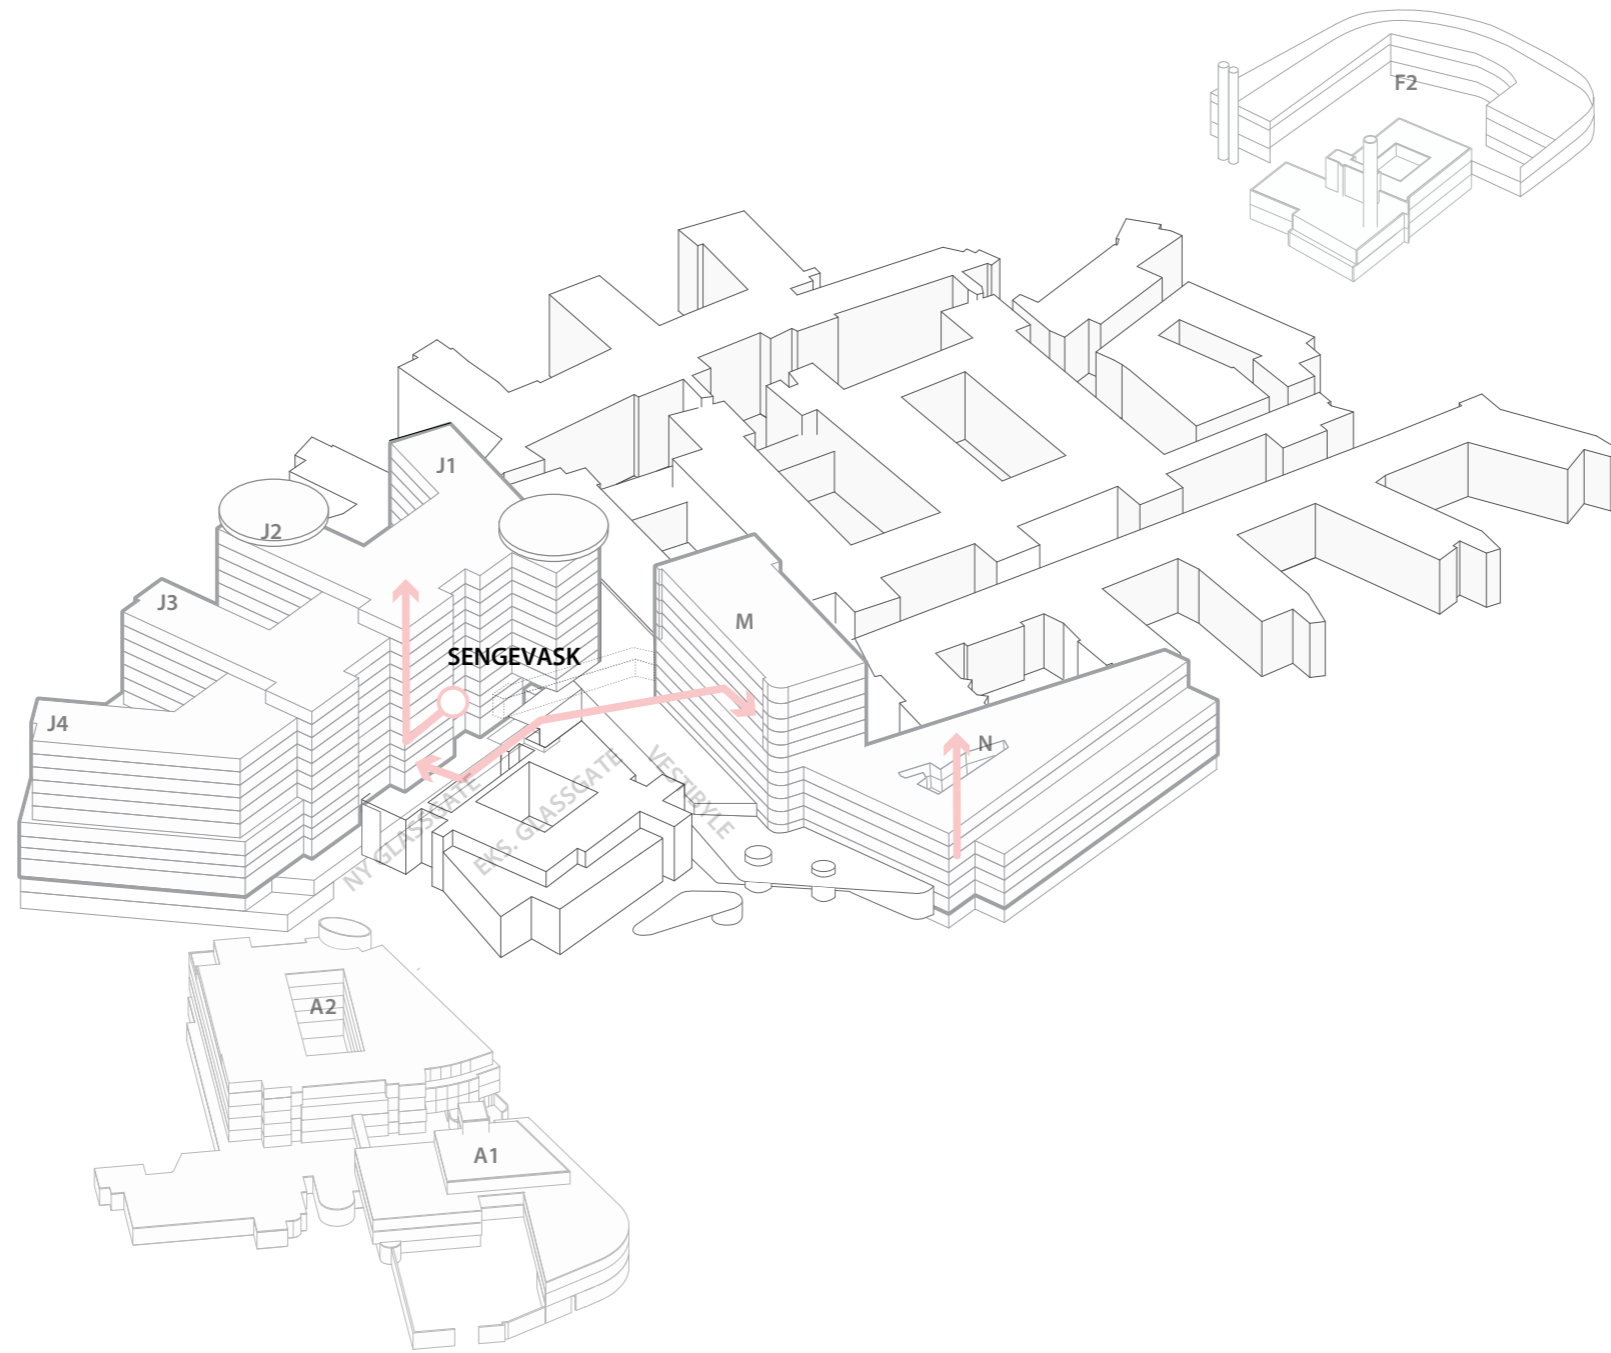 F2
J1
J2
J3
M
SENGEVASK
J4
N
NY GLASSGATE
EKS. GLASSGATE
VESTIBYLE
A2
A1